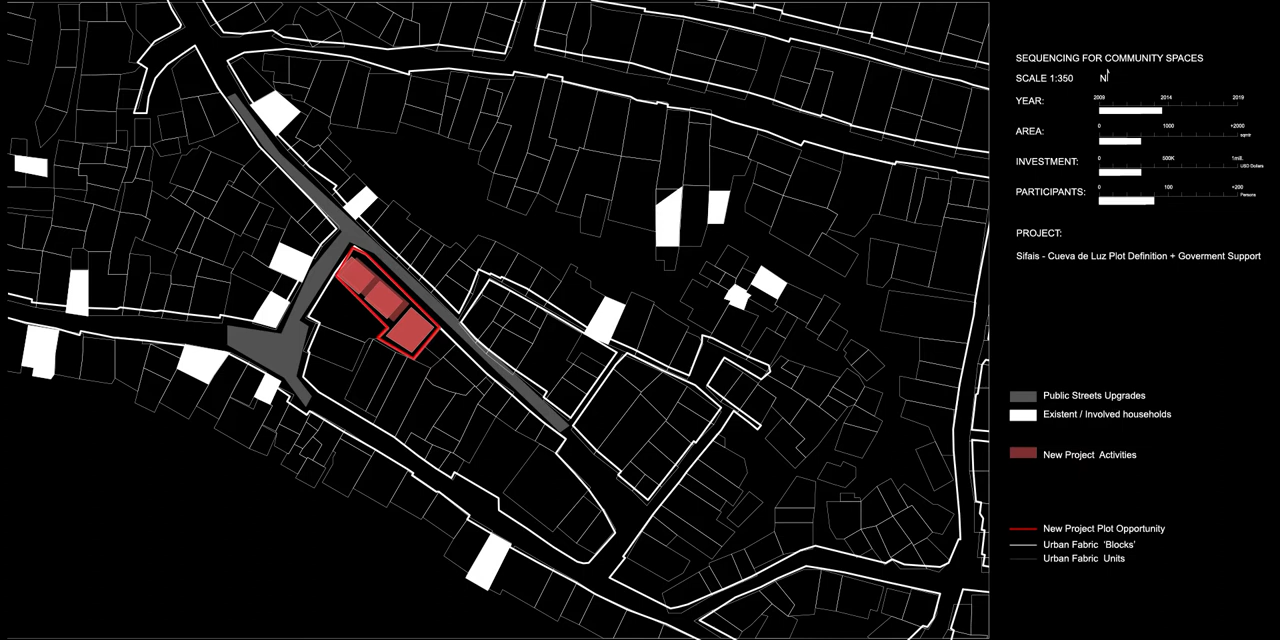 SEQUENCING FOR COMMUNITY SPACES
SCALE 1:350 N
YEAR: 2009 2014 2019
AREA: 0 1000 +2000
sqmtr
INVESTMENT: 0 500K 1mill.
USD Dollars
PARTICIPANTS: 0 100 +200
Persons
PROJECT:
Sifais - Cueva de Luz Plot Definition + Goverment Support
Public Streets Upgrades
Existent / Involved households
New Project Activities
New Project Plot Opportunity
Urban Fabric 'Blocks'
Urban Fabric Units